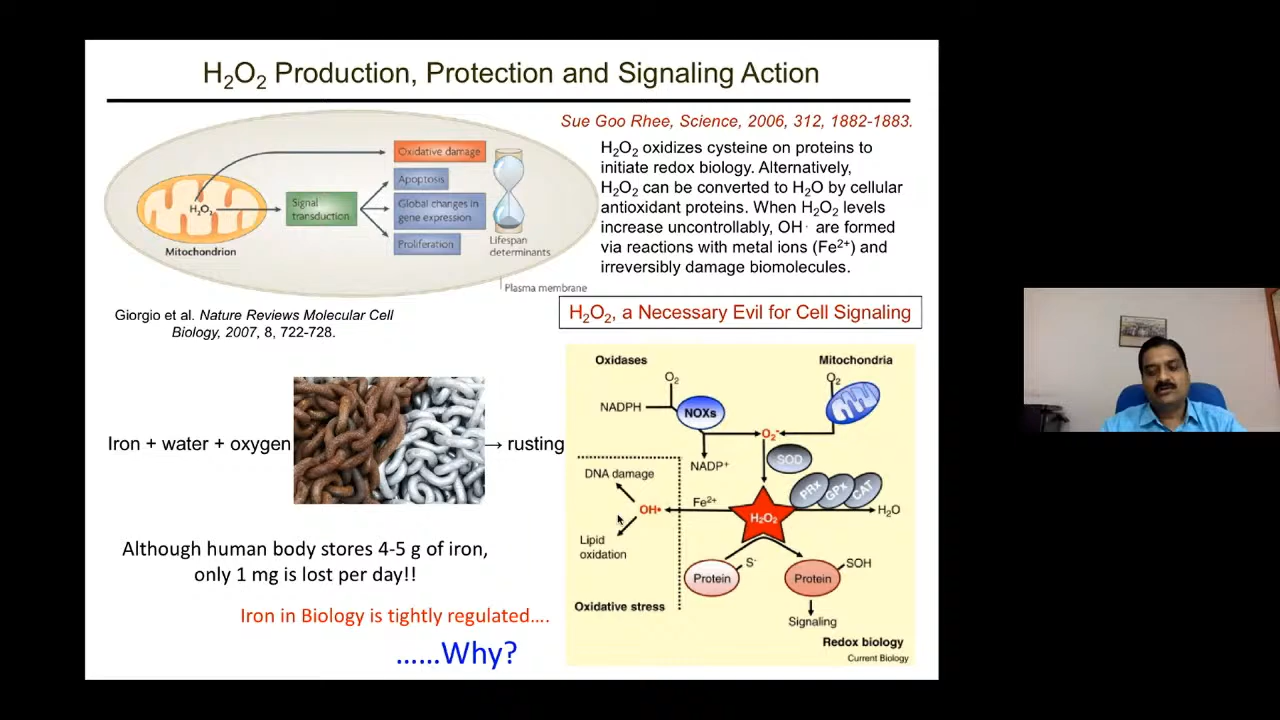 H₂O₂ Production, Protection and Signaling Action
Sue Goo Rhee, Science, 2006, 312, 1882-1883.
H₂O₂
Mitochondrion
Signal
transduction
Oxidative damage
Apoptosis
Global changes in
gene expression
Proliferation
Lifespan
determinants
Plasma membrane
H₂O₂ oxidizes cysteine on proteins to
initiate redox biology. Alternatively,
H₂O₂ can be converted to H₂O by cellular
antioxidant proteins. When H₂O₂ levels
increase uncontrollably, OH· are formed
via reactions with metal ions (Fe²⁺) and
irreversibly damage biomolecules.
Giorgio et al. Nature Reviews Molecular Cell
Biology, 2007, 8, 722-728.
H₂O₂, a Necessary Evil for Cell Signaling
Iron + water + oxygen → rusting
Although human body stores 4-5 g of iron,
only 1 mg is lost per day!!
Iron in Biology is tightly regulated....
......Why?
Oxidases
Mitochondria
O₂
O₂
NADPH
NOXs
O₂•⁻
NADP⁺
SOD
DNA damage
OH•
Fe²⁺
H₂O₂
PRx
GPx
CAT
H₂O
Lipid
oxidation
Protein
S⁻
Protein
SOH
Oxidative stress
Signaling
Redox biology
Current Biology